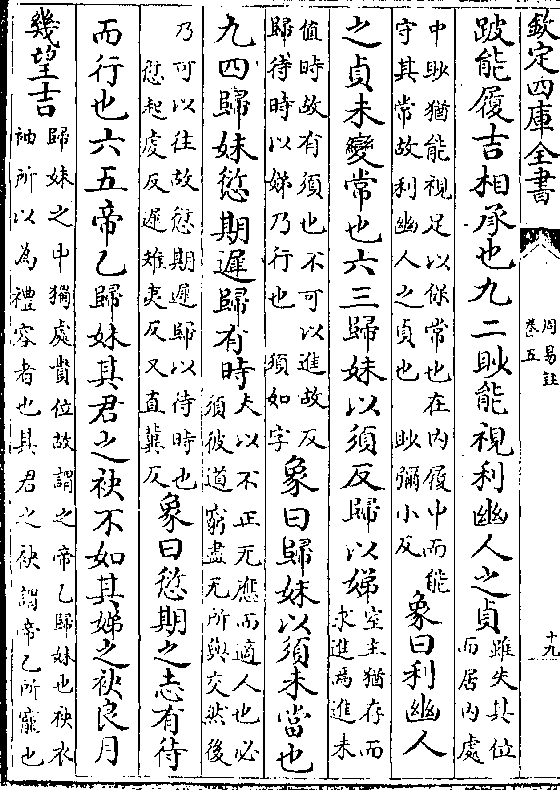 欽定四庫全書
周易註
卷五
十九
跛能履吉相承也九二眇能視利幽人之貞雖失其位
而居內處
中眇猶能視足以保常也在內履中而能
守其常故利幽人之貞也 眇彌小反象曰利幽人
之貞未變常也六三歸妹以須反歸以娣室主猶存而
求進焉進未
值時故有須也不可以進故反
歸待時以娣乃行也 須如字象曰歸妹以須未當也
九四歸妹愆期遲歸有時夫以不正无應而適人也必
須彼道窮盡无所與交然後
乃可以往故愆期遲歸以待時也
愆起虔反遲雉夷反又直冀反象曰愆期之志有待
而行也六五帝乙歸妹其君之袂不如其娣之袂良月
幾望吉歸妹之中獨處貴位故謂之帝乙歸妹也袂衣
袖所以為禮容者也其君之袂謂帝乙所寵也